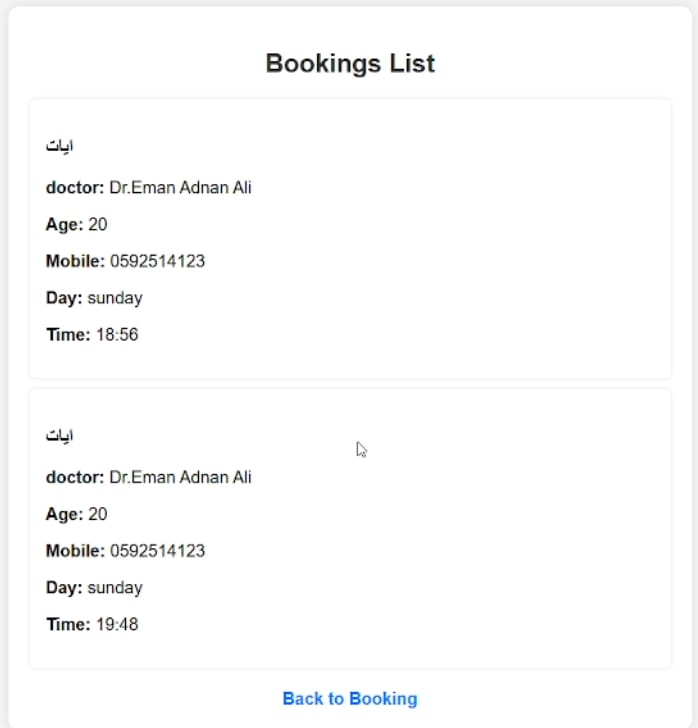 Bookings List
ايات
doctor: Dr.Eman Adnan Ali
Age: 20
Mobile: 0592514123
Day: sunday
Time: 18:56
ايات
doctor: Dr.Eman Adnan Ali
Age: 20
Mobile: 0592514123
Day: sunday
Time: 19:48
Back to Booking